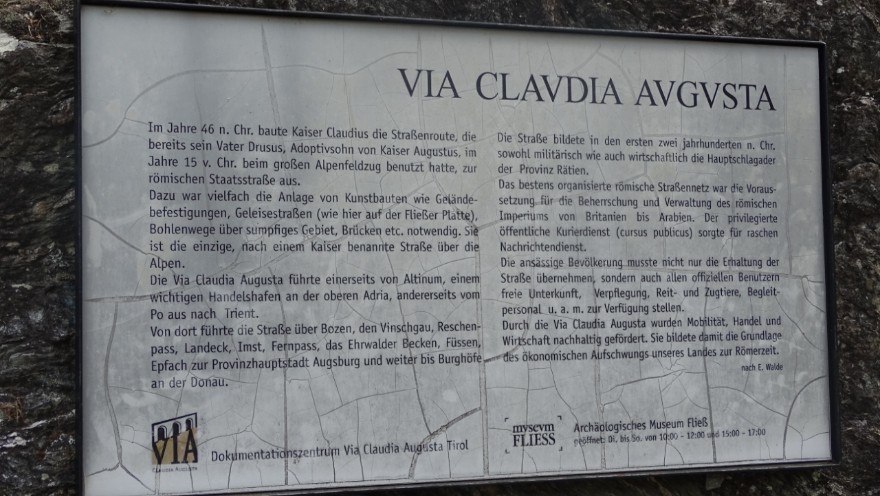 VIA CLAVDIA AVGVSTA
Im Jahre 46 n. Chr. baute Kaiser Claudius die Straßenroute, die
bereits sein Vater Drusus, Adoptivsohn von Kaiser Augustus, im
Jahre 15 v. Chr. beim großen Alpenfeldzug benutzt hatte, zur
römischen Staatsstraße aus.
Dazu war vielfach die Anlage von Kunstbauten wie Gelände-
befestigungen, Geleisestraßen (wie hier auf der Fließer Platte),
Bohlenwege über sumpfiges Gebiet, Brücken etc. notwendig. Sie
ist die einzige, nach einem Kaiser benannte Straße über die
Alpen.
Die Via Claudia Augusta führte einerseits von Altinum, einem
wichtigen Handelshafen an der oberen Adria, andererseits vom
Po aus nach Trient.
Von dort führte die Straße über Bozen, den Vinschgau, Reschen-
pass, Landeck, Imst, Fernpass, das Ehrwalder Becken, Füssen,
Epfach zur Provinzhauptstadt Augsburg und weiter bis Burghöfe
an der Donau.
Die Straße bildete in den ersten zwei jahrhunderten n. Chr.
sowohl militärisch wie auch wirtschaftlich die Hauptschlagader
der Provinz Rätien.
Das bestens organisierte römische Straßennetz war die Voraus-
setzung für die Beherrschung und Verwaltung des römischen
Imperiums von Britanien bis Arabien. Der privilegierte
öffentliche Kurierdienst (cursus publicus) sorgte für raschen
Nachrichtendienst.
Die ansässige Bevölkerung musste nicht nur die Erhaltung der
Straße übernehmen, sondern auch allen offiziellen Benutzern
freie Unterkunft, Verpflegung, Reit- und Zugtiere, Begleit-
personal u. a. m. zur Verfügung stellen.
Durch die Via Claudia Augusta wurden Mobilität, Handel und
Wirtschaft nachhaltig gefördert. Sie bildete damit die Grundlage
des ökonomischen Aufschwungs unseres Landes zur Römerzeit.
nach E. Walde
VIA
CLAUDIA AUGUSTA
Dokumentationszentrum Via Claudia Augusta Tirol
mvsevm
FLIESS
Archäologisches Museum Fließ
geöffnet: Di. bis So. von 10:00 - 12:00 und 15:00 - 17:00